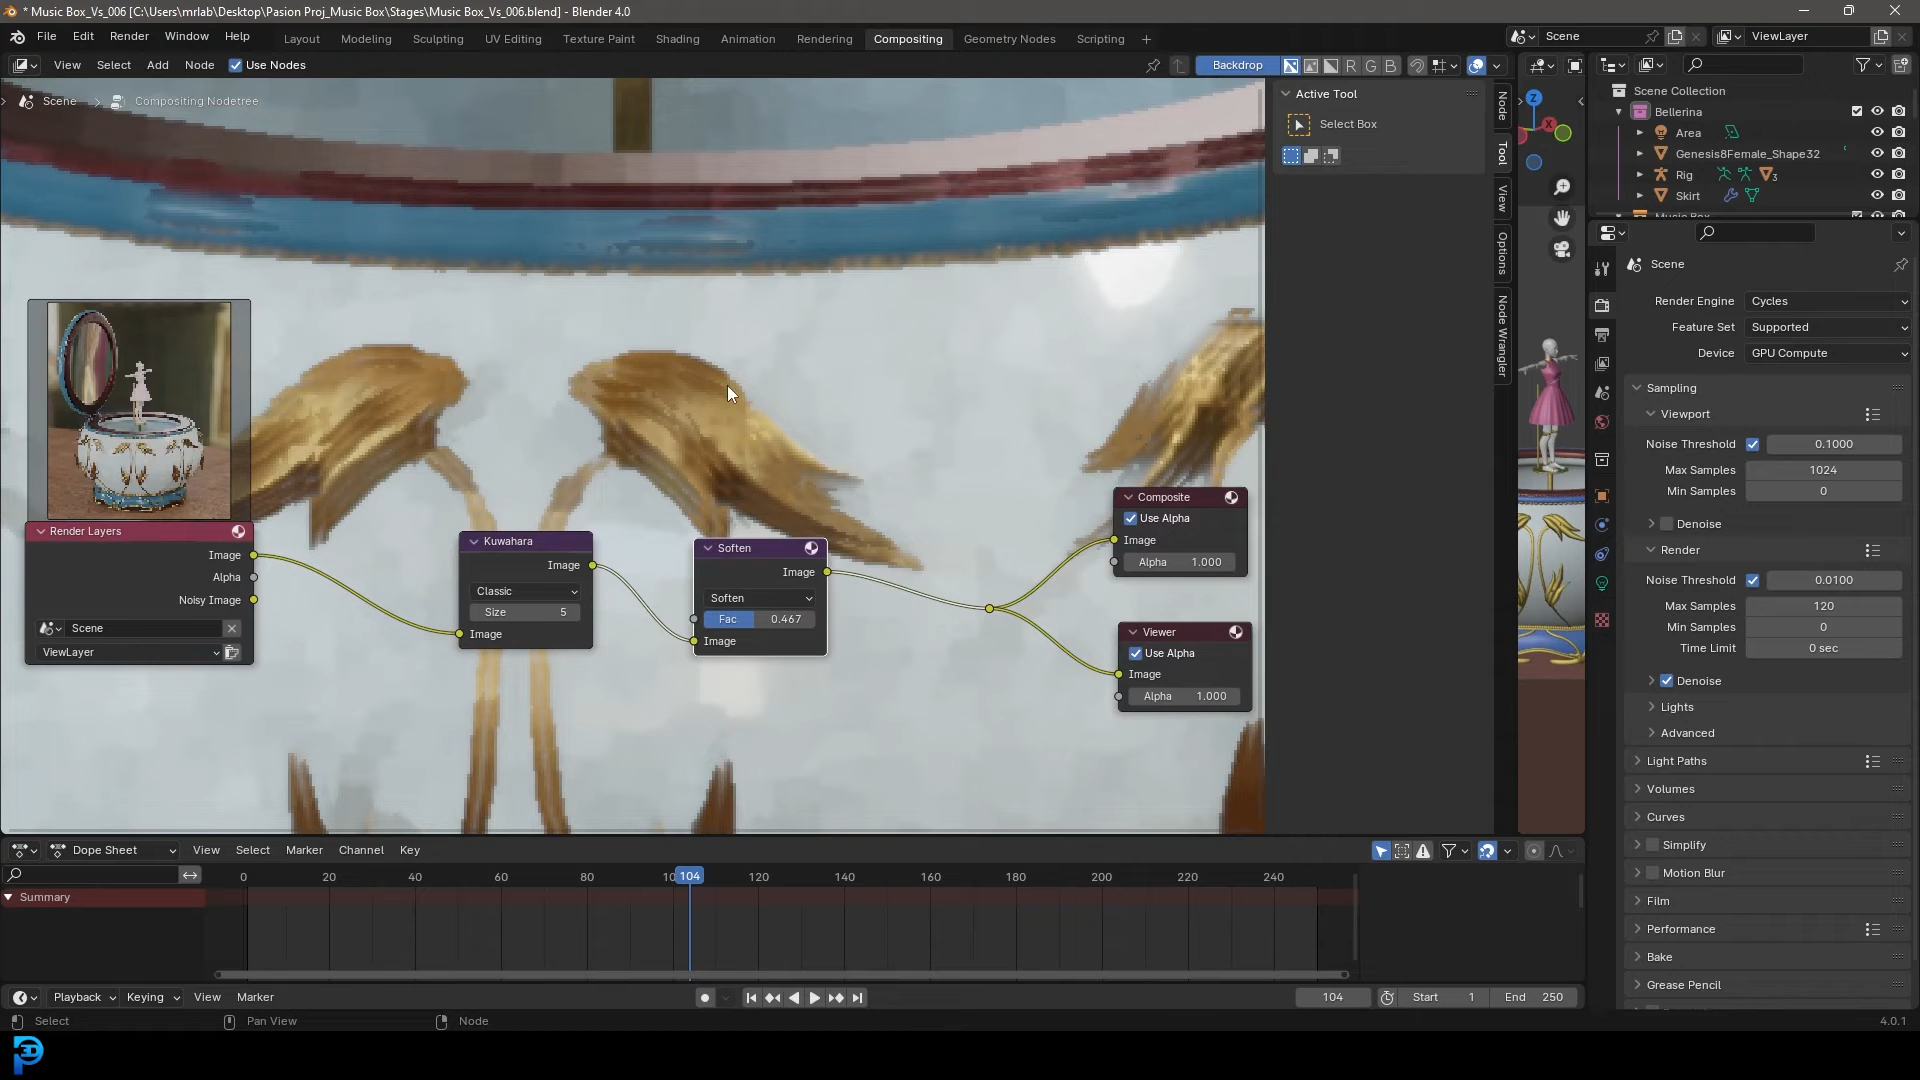 * Music Box_Vs_006 [C:\Users\mrlab\Desktop\Pasion Proj_Music Box\Stages\Music Box_Vs_006.blend] - Blender 4.0
File Edit Render Window Help Layout Modeling Sculpting UV Editing Texture Paint Shading Animation Rendering Compositing Geometry Nodes Scripting + Scene ViewLayer
View Select Add Node Use Nodes Backdrop R G B
Scene > Compositing Nodetree
Active Tool
Select Box
Node
Tool
View
Options
Node Wrangler
Z
X
Render Layers
Image
Alpha
Noisy Image
Scene
ViewLayer
Kuwahara
Image
Classic
Size 5
Image
Soften
Image
Soften
Fac 0.467
Image
Composite
Use Alpha
Image
Alpha 1.000
Viewer
Use Alpha
Image
Alpha 1.000
Scene Collection
Bellerina
Area
Genesis8Female_Shape32
Rig 3
Skirt
Scene
Render Engine Cycles
Feature Set Supported
Device GPU Compute
Sampling
Viewport
Noise Threshold 0.1000
Max Samples 1024
Min Samples 0
Denoise
Render
Noise Threshold 0.0100
Max Samples 120
Min Samples 0
Time Limit 0 sec
Denoise
Lights
Advanced
Light Paths
Volumes
Curves
Simplify
Motion Blur
Film
Performance
Bake
Grease Pencil
Dope Sheet View Select Marker Channel Key
0 20 40 60 80 10 104 120 140 160 180 200 220 240
Summary
Playback Keying View Marker 104 Start 1 End 250
Select Pan View Node 4.0.1